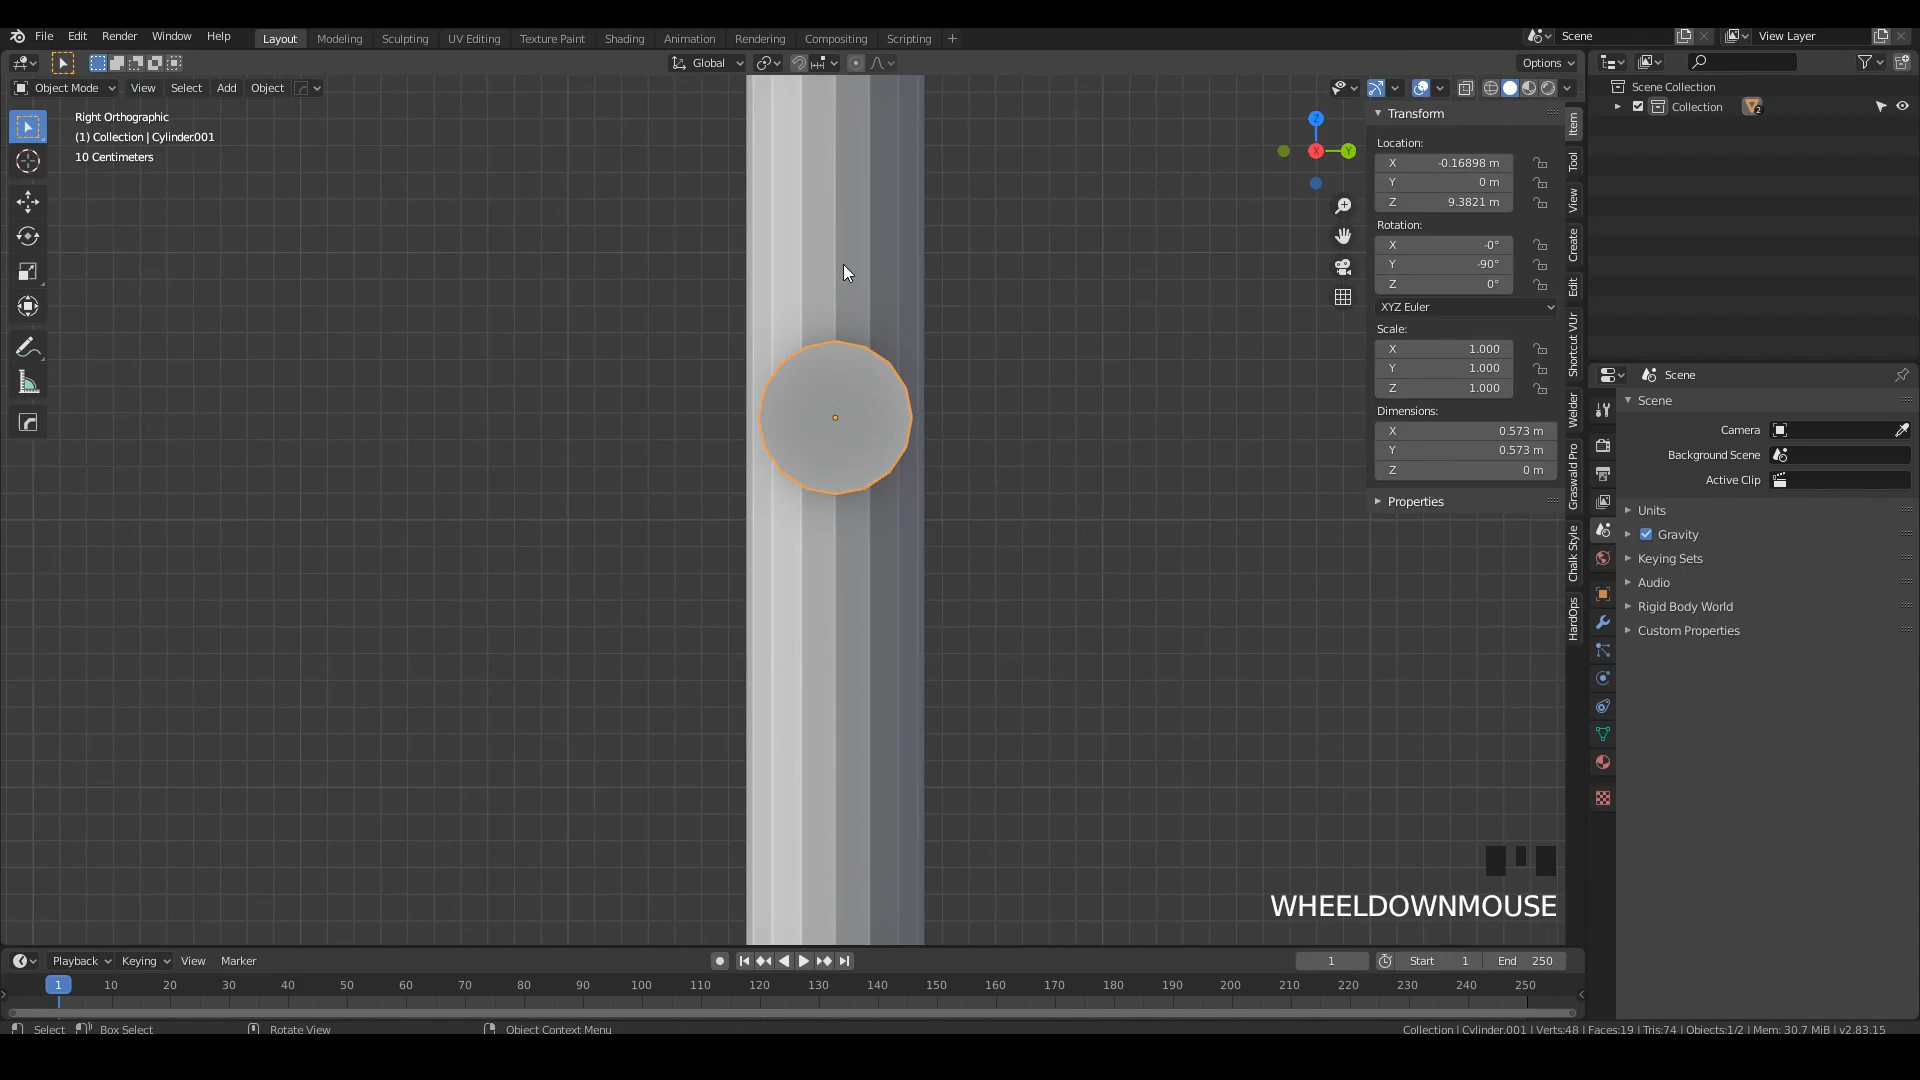 File Edit Render Window Help Layout Modeling Sculpting UV Editing Texture Paint Shading Animation Rendering Compositing Scripting Scene View Layer
Global Options
Object Mode View Select Add Object
Right Orthographic
(1) Collection | Cylinder.001
10 Centimeters
Z
Y
X
Transform
Location:
X -0.16898 m
Y 0 m
Z 9.3821 m
Rotation:
X -0°
Y -90°
Z 0°
XYZ Euler
Scale:
X 1.000
Y 1.000
Z 1.000
Dimensions:
X 0.573 m
Y 0.573 m
Z 0 m
Properties
Item
Tool
View
Create
Edit
Shortcut VUr
Welder
Graswald Pro
Chalk Style
HardOps
Scene Collection
Collection 2
Scene
Scene
Camera
Background Scene
Active Clip
Units
Gravity
Keying Sets
Audio
Rigid Body World
Custom Properties
WHEELDOWNMOUSE
Playback Keying View Marker 1 Start 1 End 250
1 10 20 30 40 50 60 70 80 90 100 110 120 130 140 150 160 170 180 190 200 210 220 230 240 250
Select Box Select Rotate View Object Context Menu Collection | Cylinder.001 | Verts:48 | Faces:19 | Tris:74 | Objects:1/2 | Mem: 30.7 MiB | v2.83.15